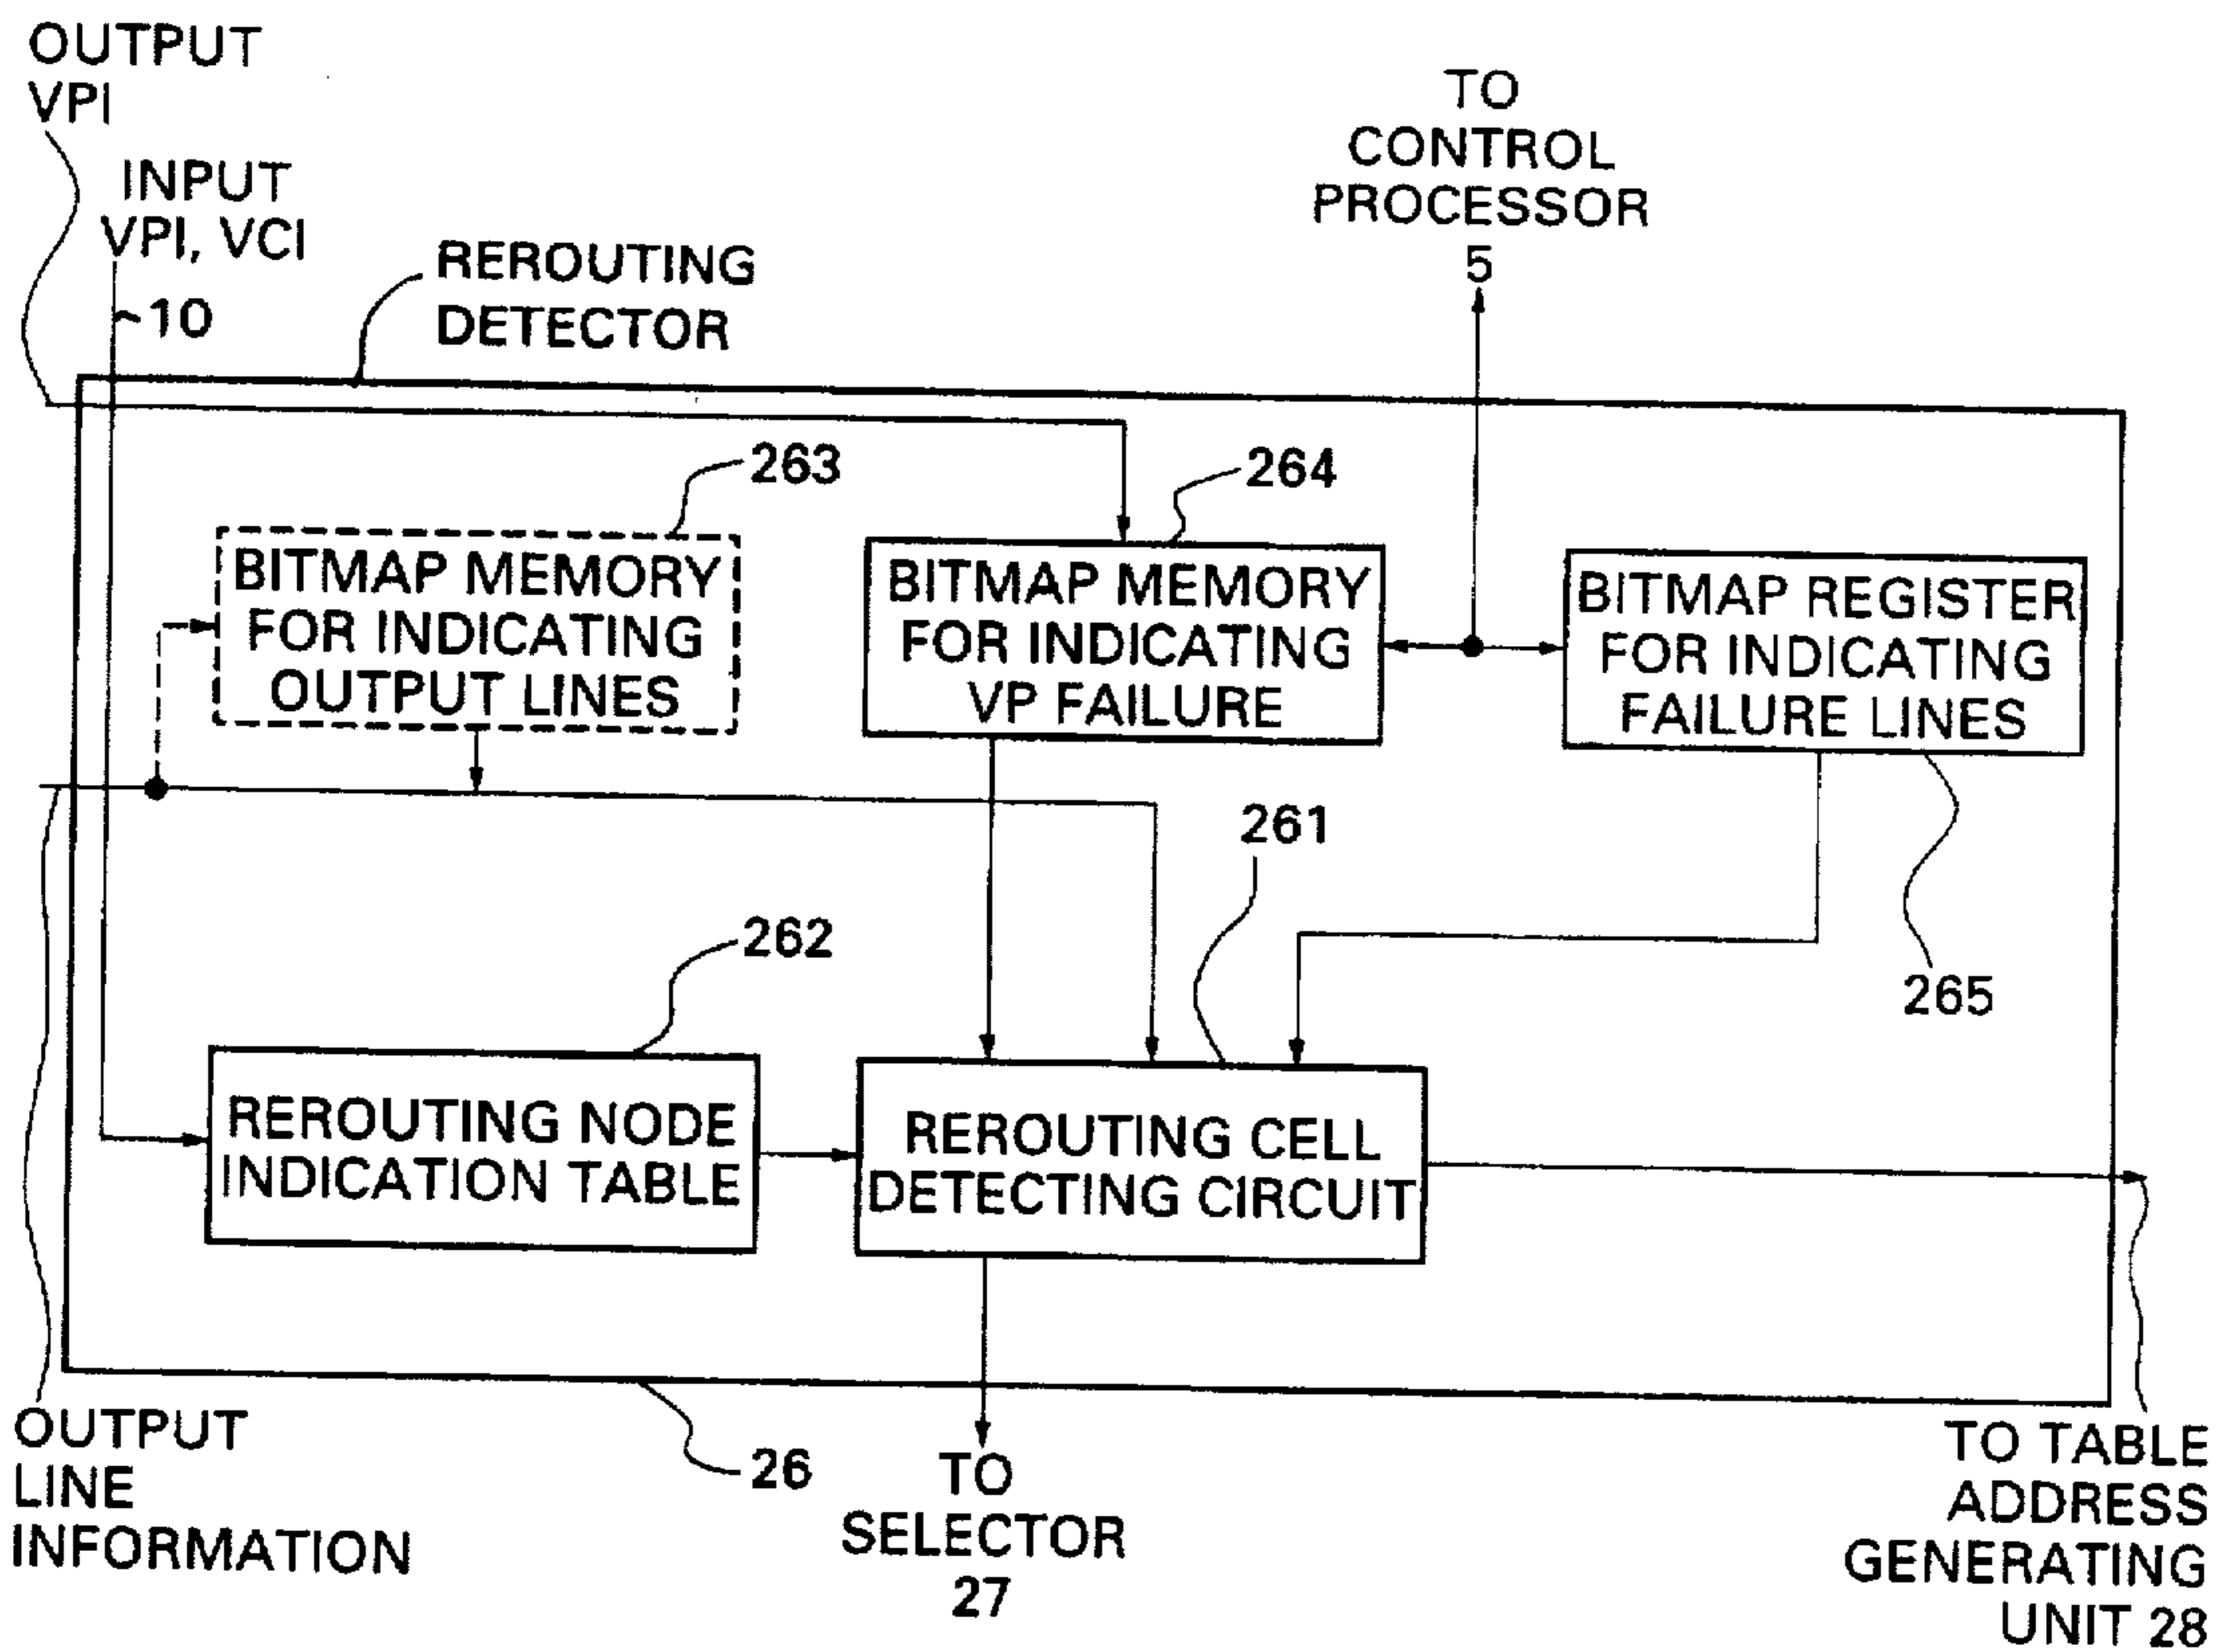 OUTPUT
VPI
INPUT
VPI, VCI
10
REROUTING
DETECTOR
TO
CONTROL
PROCESSOR
5
263
264
BITMAP MEMORY
FOR INDICATING
OUTPUT LINES
BITMAP MEMORY
FOR INDICATING
VP FAILURE
BITMAP REGISTER
FOR INDICATING
FAILURE LINES
261
262
265
REROUTING NODE
INDICATION TABLE
REROUTING CELL
DETECTING CIRCUIT
OUTPUT
LINE
INFORMATION
26
TO
SELECTOR
27
TO TABLE
ADDRESS
GENERATING
UNIT 28